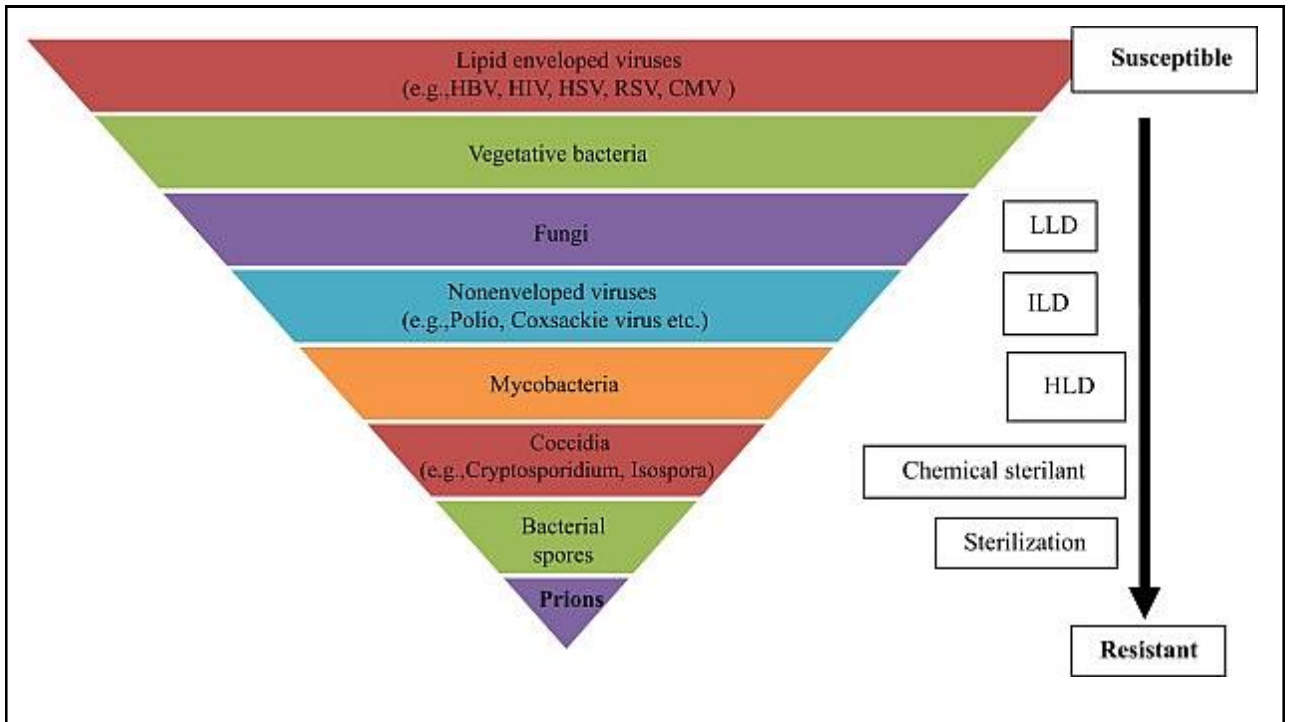 Lipid enveloped viruses
(e.g.,HBV, HIV, HSV, RSV, CMV )
Susceptible
Vegetative bacteria
Fungi
LLD
Nonenveloped viruses
(e.g.,Polio, Coxsackie virus etc.)
ILD
Mycobacteria
HLD
Coccidia
(e.g.,Cryptosporidium, Isospora)
Chemical sterilant
Bacterial
spores
Sterilization
Prions
Resistant